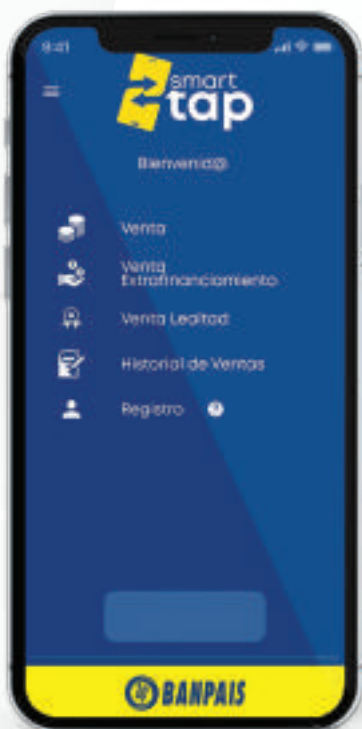 9:41
smart
tap
Bienvenid@
Venta
Venta
Extrafinanciamiento
Venta Lealtad
Historial de Ventas
Registro ?
BANPAIS